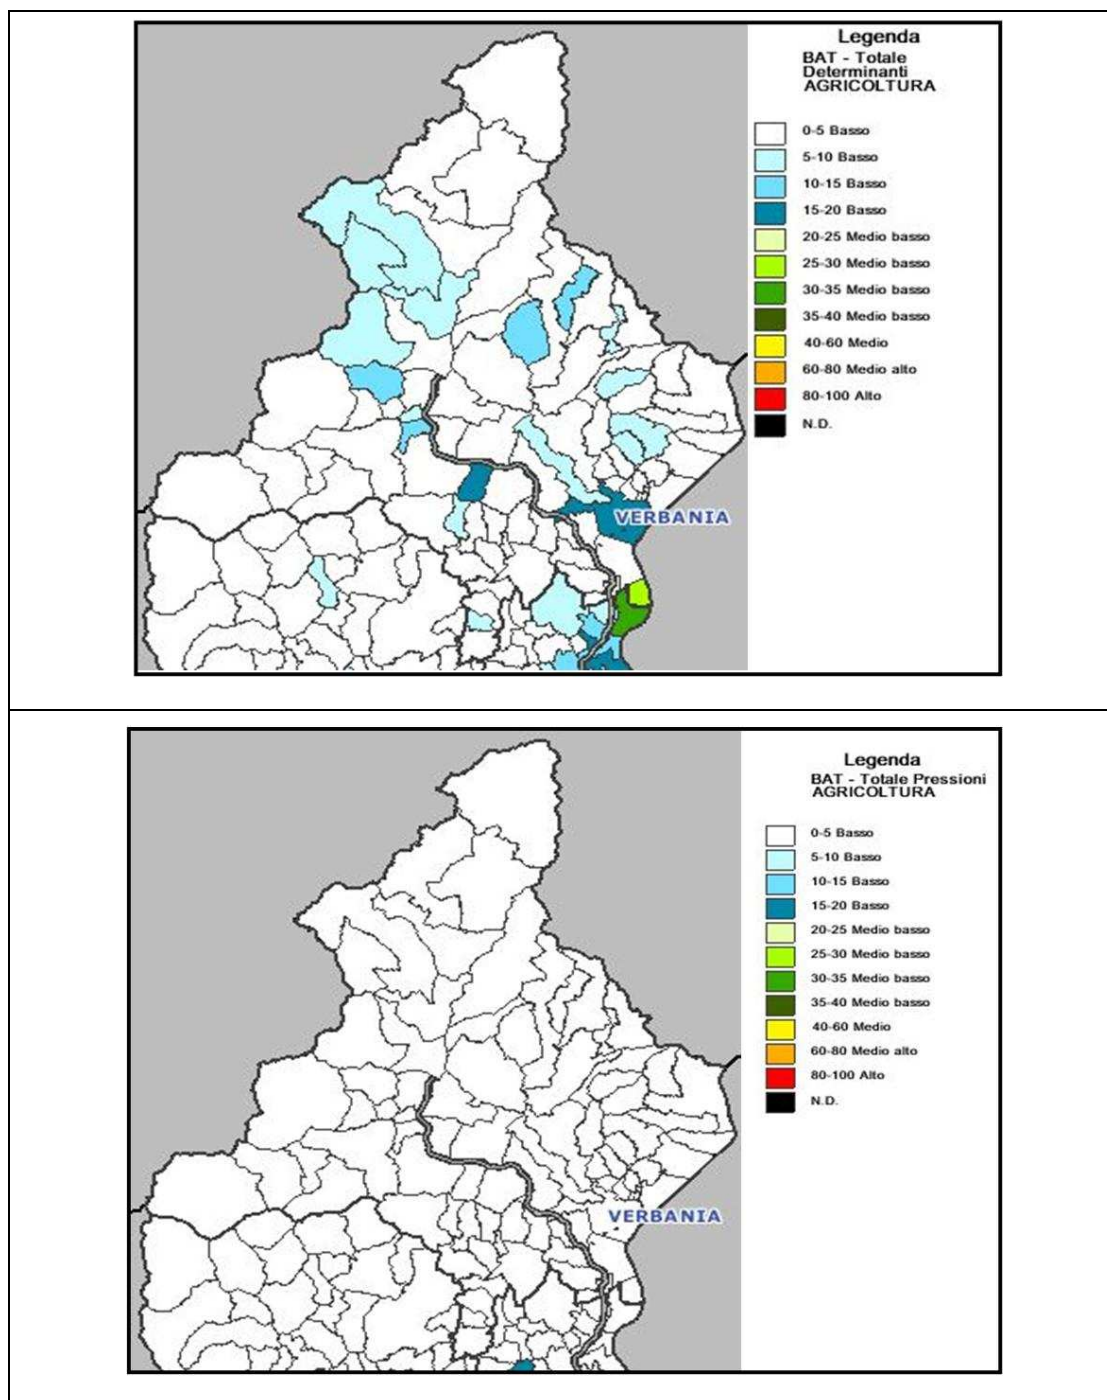 Legenda
BAT - Totale
Determinanti
AGRICOLTURA
0-5 Basso
5-10 Basso
10-15 Basso
15-20 Basso
20-25 Medio basso
25-30 Medio basso
30-35 Medio basso
35-40 Medio basso
40-60 Medio
60-80 Medio alto
80-100 Alto
N.D.
VERBANIA
Legenda
BAT - Totale Pressioni
AGRICOLTURA
0-5 Basso
5-10 Basso
10-15 Basso
15-20 Basso
20-25 Medio basso
25-30 Medio basso
30-35 Medio basso
35-40 Medio basso
40-60 Medio
60-80 Medio alto
80-100 Alto
N.D.
VERBANIA